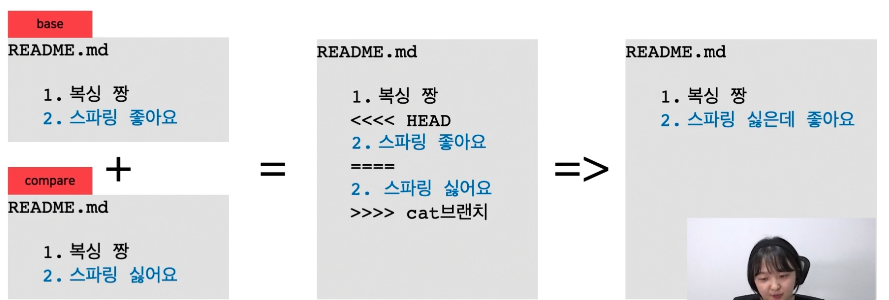 base
README.md
1. 복싱 짱
2. 스파링 좋아요
+
compare
README.md
1. 복싱 짱
2. 스파링 싫어요
=
README.md
1. 복싱 짱
<<<< HEAD
2. 스파링 좋아요
====
2. 스파링 싫어요
>>>> cat브랜치
=>
README.md
1. 복싱 짱
2. 스파링 싫은데 좋아요